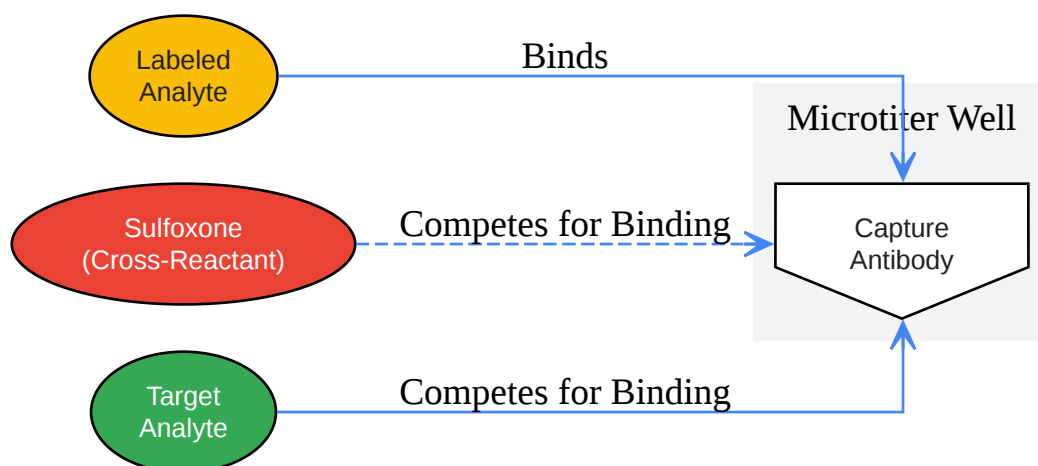 Labeled
Analyte
Binds
Microtiter Well
Sulfoxone
(Cross-Reactant)
Competes for Binding
Capture
Antibody
Target
Analyte
Competes for Binding